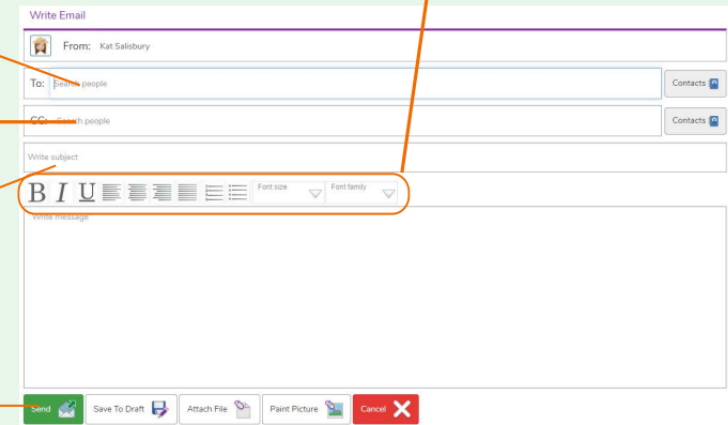 Write Email
From: Kat Salisbury
To: Search people Contacts
CC: Search people Contacts
Write subject
B I U Font size Font family
Write message
Send Save To Draft Attach File Paint Picture Cancel